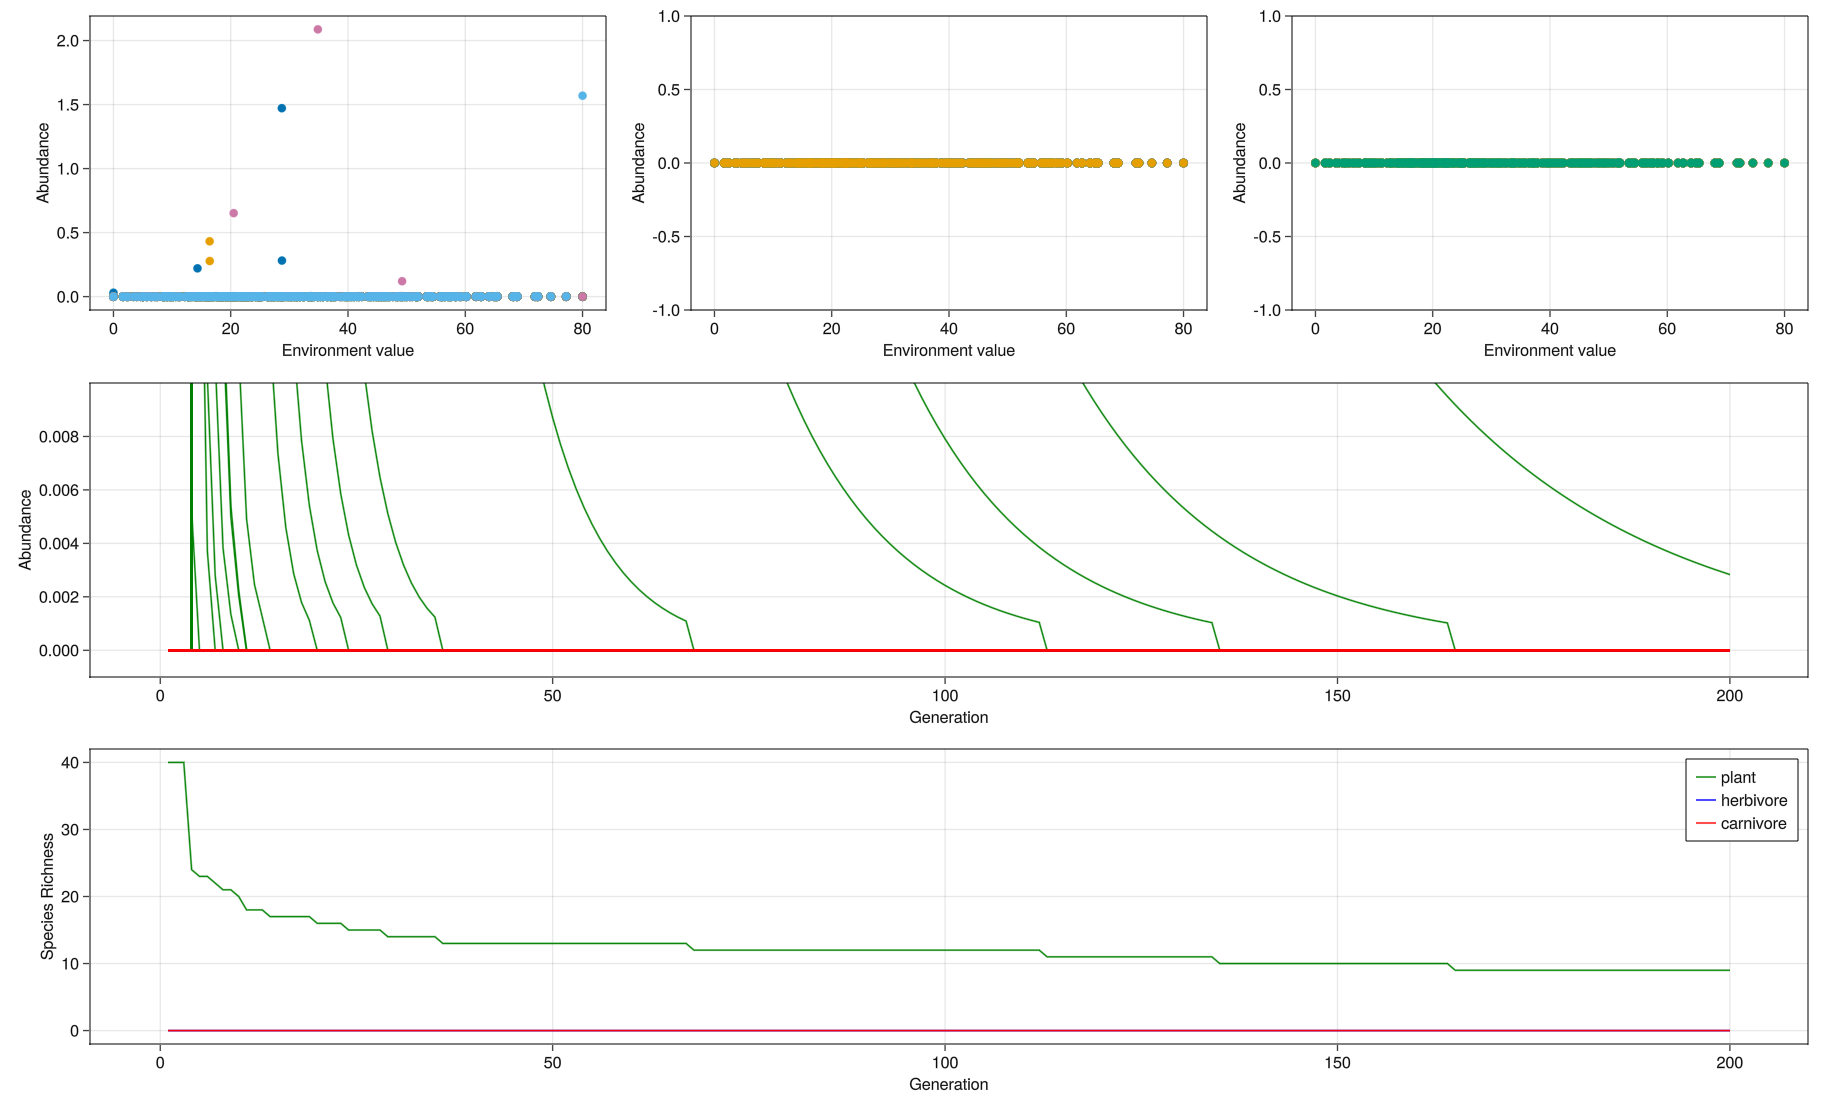 2.0
1.5
1.0
0.5
0.0
Abundance
0 20 40 60 80
Environment value
1.0
0.5
0.0
-0.5
-1.0
Abundance
0 20 40 60 80
Environment value
1.0
0.5
0.0
-0.5
-1.0
Abundance
0 20 40 60 80
Environment value
0.008
0.006
0.004
0.002
0.000
Abundance
0 50 100 150 200
Generation
40
30
20
10
0
Species Richness
plant
herbivore
carnivore
0 50 100 150 200
Generation